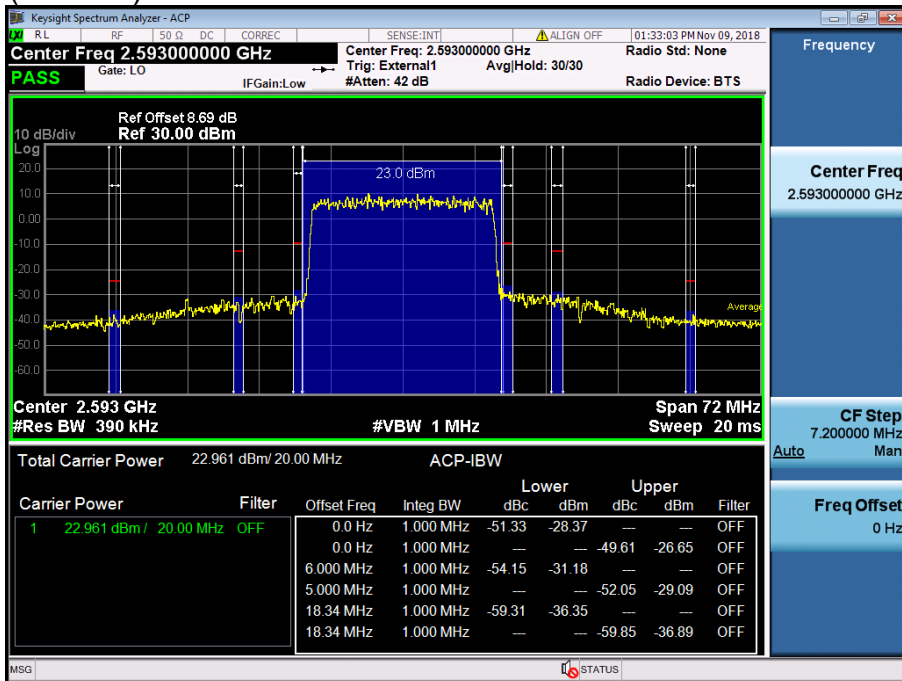 Keysight Spectrum Analyzer - ACP
LXI RL RF 50 Ω DC CORREC SENSE:INT ALIGN OFF 01:33:03 PM Nov 09, 2018
Center Freq 2.593000000 GHz Center Freq: 2.593000000 GHz Radio Std: None
Gate: LO Trig: External1 Avg|Hold: 30/30
PASS IFGain:Low #Atten: 42 dB Radio Device: BTS
Ref Offset 8.69 dB
10 dB/div Ref 30.00 dBm
Log
20.0
10.0
0.00
-10.0
-20.0
-30.0
-40.0
-50.0
-60.0
23.0 dBm
Average
Center 2.593 GHz Span 72 MHz
#Res BW 390 kHz #VBW 1 MHz Sweep 20 ms
Total Carrier Power 22.961 dBm/ 20.00 MHz ACP-IBW
Lower Upper
Carrier Power Filter Offset Freq Integ BW dBc dBm dBc dBm Filter
1 22.961 dBm / 20.00 MHz OFF 0.0 Hz 1.000 MHz -51.33 -28.37 --- --- OFF
0.0 Hz 1.000 MHz --- --- -49.61 -26.65 OFF
6.000 MHz 1.000 MHz -54.15 -31.18 --- --- OFF
5.000 MHz 1.000 MHz --- --- -52.05 -29.09 OFF
18.34 MHz 1.000 MHz -59.31 -36.35 --- --- OFF
18.34 MHz 1.000 MHz --- --- -59.85 -36.89 OFF
MSG STATUS
Frequency
Center Freq
2.593000000 GHz
CF Step
7.200000 MHz
Auto Man
Freq Offset
0 Hz